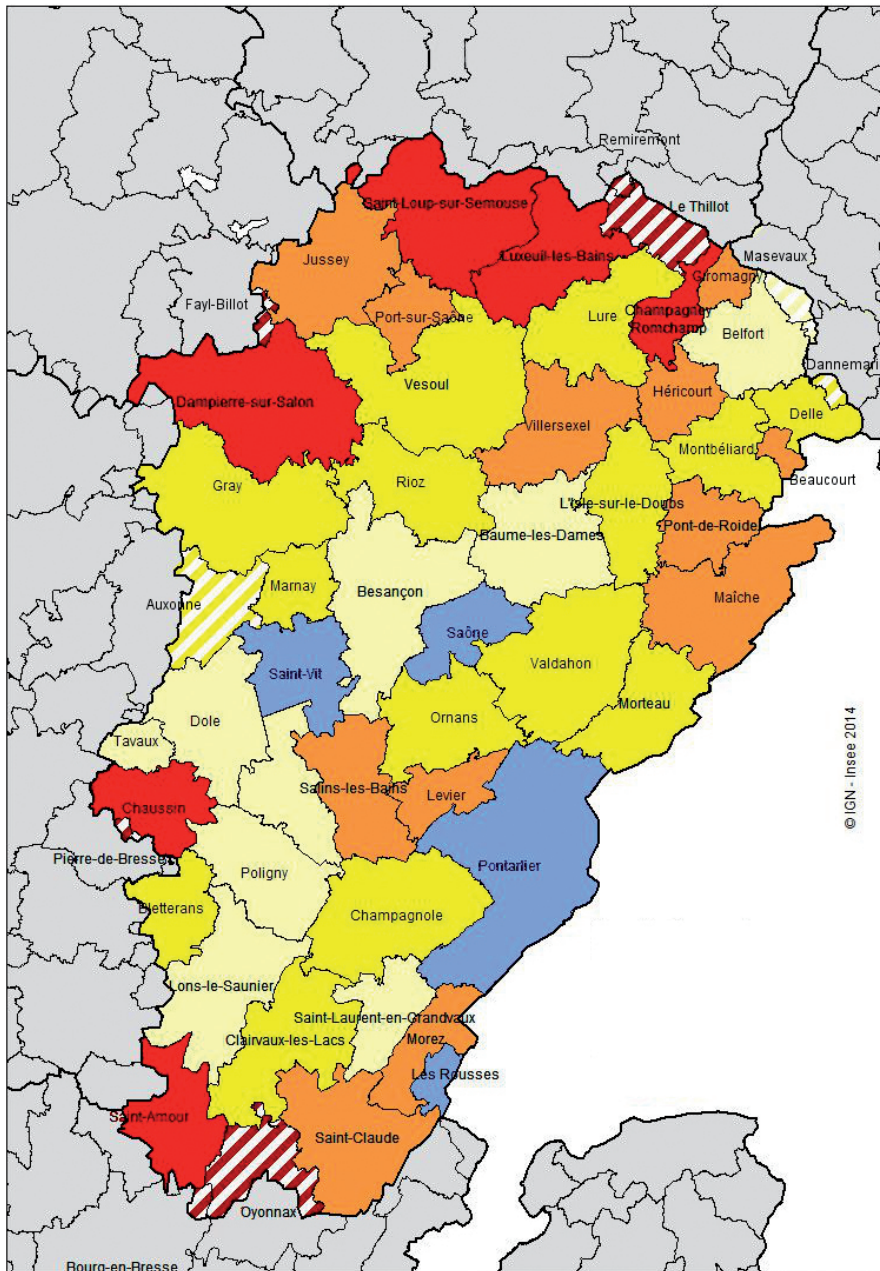 Remiremont
Le Thillot
Saint-Loup-sur-Semouse
Luxeuil-les-Bains
Masevaux
Jussey
Giromagny
Fayl-Billot
Port-sur-Saône
Lure
Champagney
Romchamp
Belfort
Dannemari
Vesoul
Dampierre-sur-Salon
Héricourt
Delle
Villersexel
Montbéliard
Beaucourt
Gray
Rioz
L'Isle-sur-le-Doubs
Pont-de-Roide
Baume-les-Dames
Marnay
Besançon
Maîche
Auxonne
Saône
Valdahon
Saint-Vit
Morteau
Ornans
Dole
Tavaux
Salins-les-Bains
Levier
Chaussin
© IGN - Insee 2014
Pierre-de-Bresse
Poligny
Pontarlier
Bletterans
Champagnole
Lons-le-Saunier
Saint-Laurent-en-Grandvaux
Clairvaux-les-Lacs
Morez
Les Rousses
Saint-Amour
Saint-Claude
Oyonnax
Bourg-en-Bresse